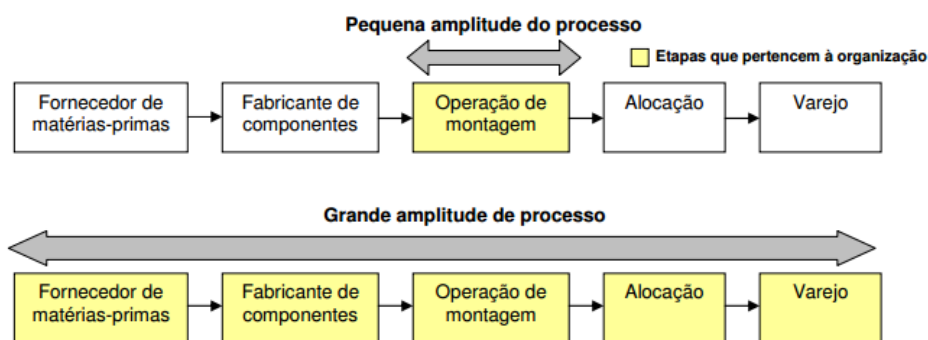 Pequena amplitude do processo
Etapas que pertencem à organização
Fornecedor de
matérias-primas
Fabricante de
componentes
Operação de
montagem
Alocação
Varejo
Grande amplitude de processo
Fornecedor de
matérias-primas
Fabricante de
componentes
Operação de
montagem
Alocação
Varejo